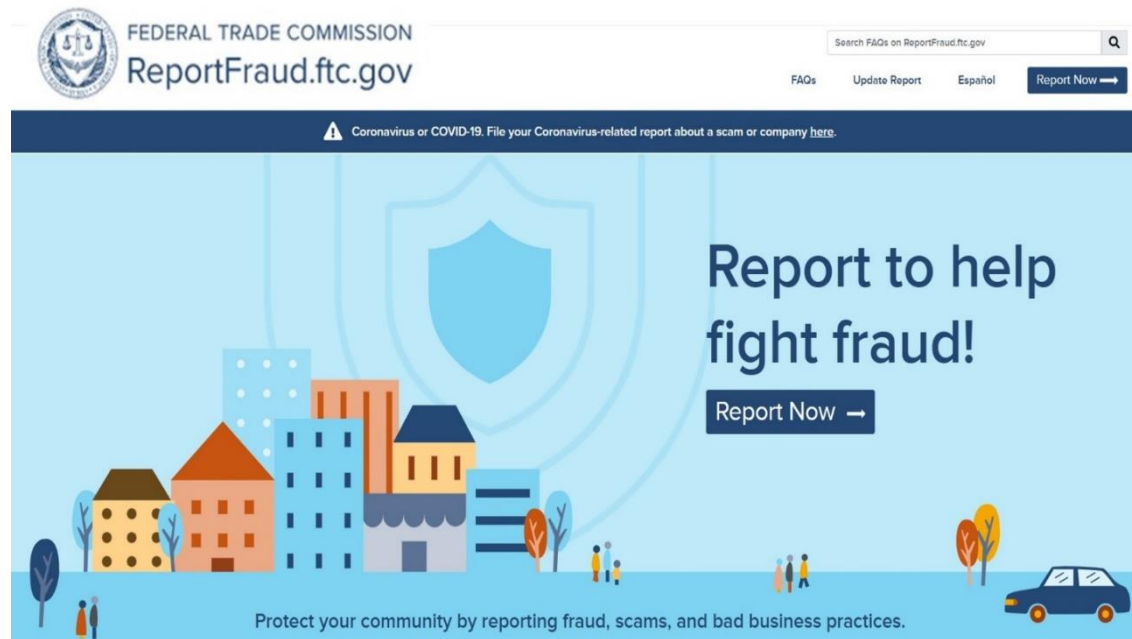 FEDERAL TRADE COMMISSION
ReportFraud.ftc.gov
Search FAQs on ReportFraud.ftc.gov
FAQs Update Report Español Report Now
Coronavirus or COVID-19. File your Coronavirus-related report about a scam or company here.
Report to help
fight fraud!
Report Now
Protect your community by reporting fraud, scams, and bad business practices.